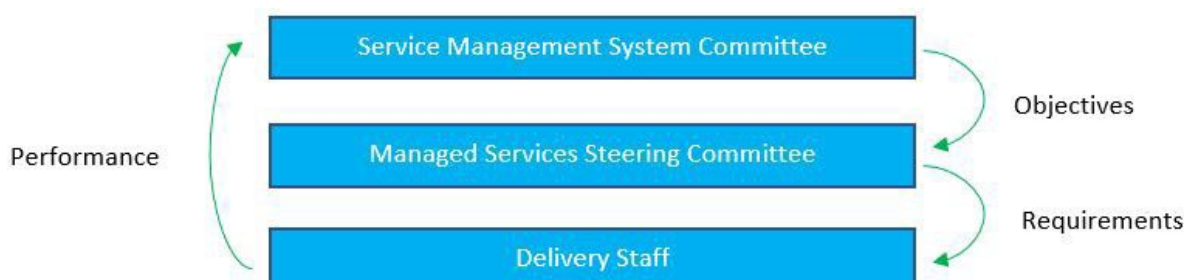 Service Management System Committee
Objectives
Performance
Managed Services Steering Committee
Requirements
Delivery Staff